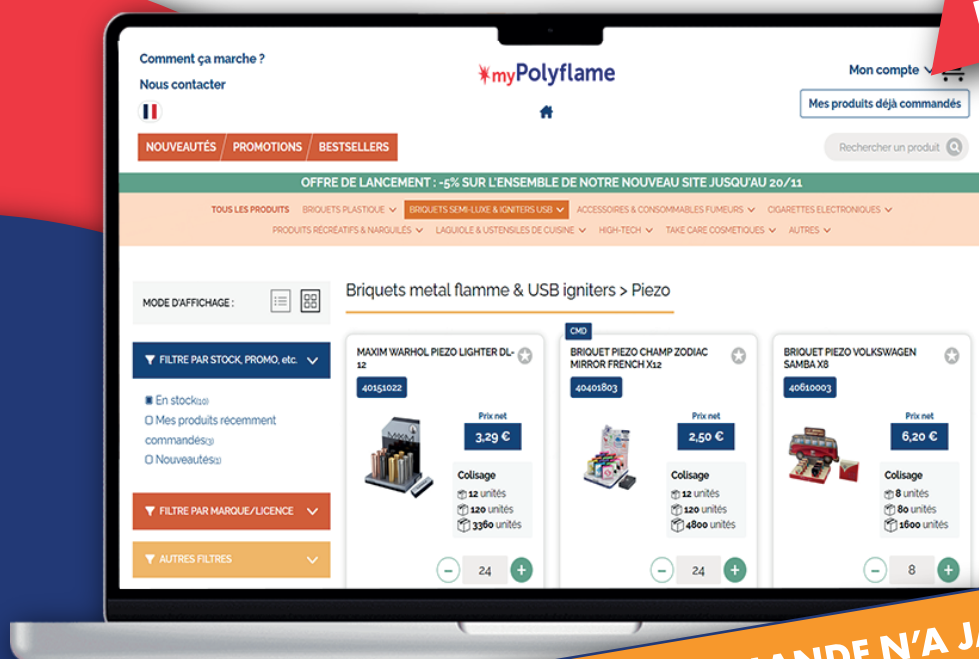 Comment ça marche ?
Nous contacter
myPolyflame
Mon compte
Mes produits déjà commandés
NOUVEAUTÉS / PROMOTIONS / BESTSELLERS
Rechercher un produit
OFFRE DE LANCEMENT : -5% SUR L'ENSEMBLE DE NOTRE NOUVEAU SITE JUSQU'AU 20/11
TOUS LES PRODUITS BRIQUETS PLASTIQUE BRIQUETS SEMI-LUXE & IGNITERS USB ACCESSOIRES & CONSOMMABLES FUMEURS CIGARETTES ELECTRONIQUES
PRODUITS RÉCRÉATIFS & NARGUILÉS LAGUIOLE & USTENSILES DE CUISINE HIGH-TECH TAKE CARE COSMETIQUES AUTRES
MODE D'AFFICHAGE :
Briquets metal flamme & USB igniters > Piezo
FILTRE PAR STOCK, PROMO, etc.
En stock(10)
Mes produits recemment
commandés(3)
Nouveautés(1)
FILTRE PAR MARQUE/LICENCE
AUTRES FILTRES
MAXIM WARHOL PIEZO LIGHTER DL-
12
40151022
Prix net
3,29 €
Colisage
12 unités
120 unités
3360 unités
- 24 +
CMD
BRIQUET PIEZO CHAMP ZODIAC
MIRROR FRENCH X12
40401803
Prix net
2,50 €
Colisage
12 unités
120 unités
4800 unités
- 24 +
BRIQUET PIEZO VOLKSWAGEN
SAMBA X8
40610003
Prix net
6,20 €
Colisage
8 unités
80 unités
1600 unités
- 8 +
N'A